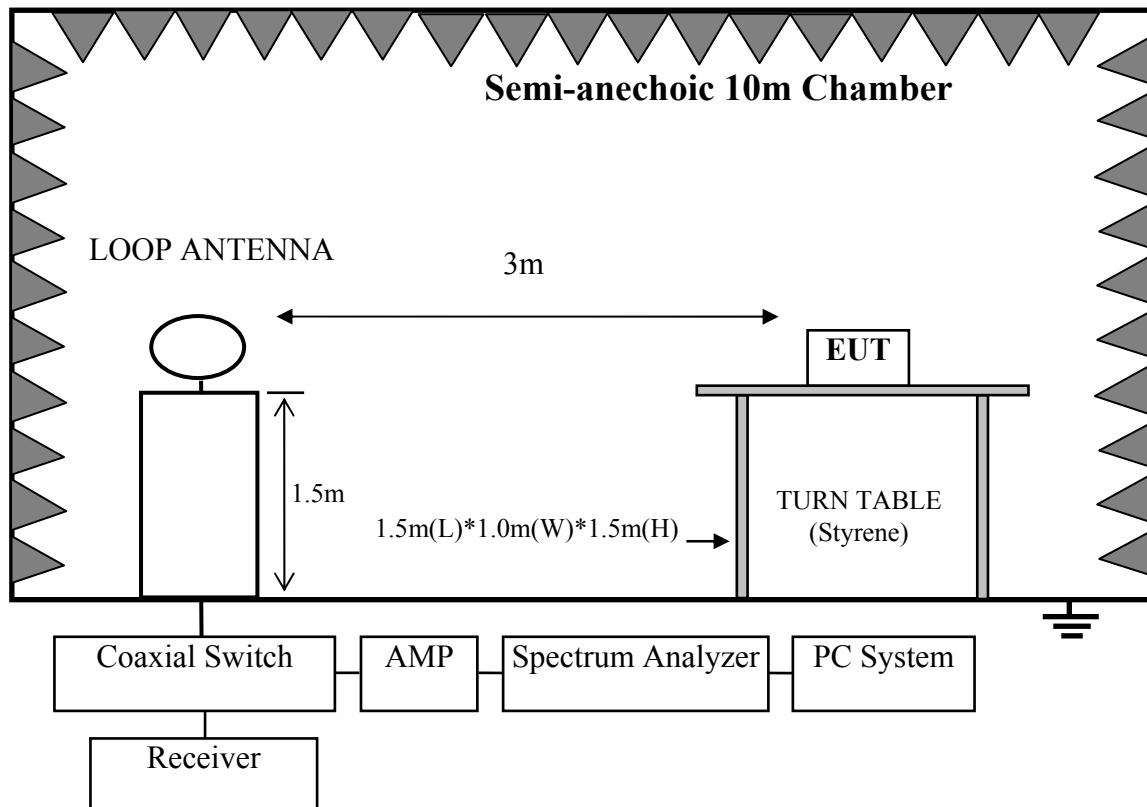 Semi-anechoic 10m Chamber
LOOP ANTENNA
3m
EUT
1.5m
TURN TABLE
(Styrene)
1.5m(L)*1.0m(W)*1.5m(H)
Coaxial Switch
AMP
Spectrum Analyzer
PC System
Receiver